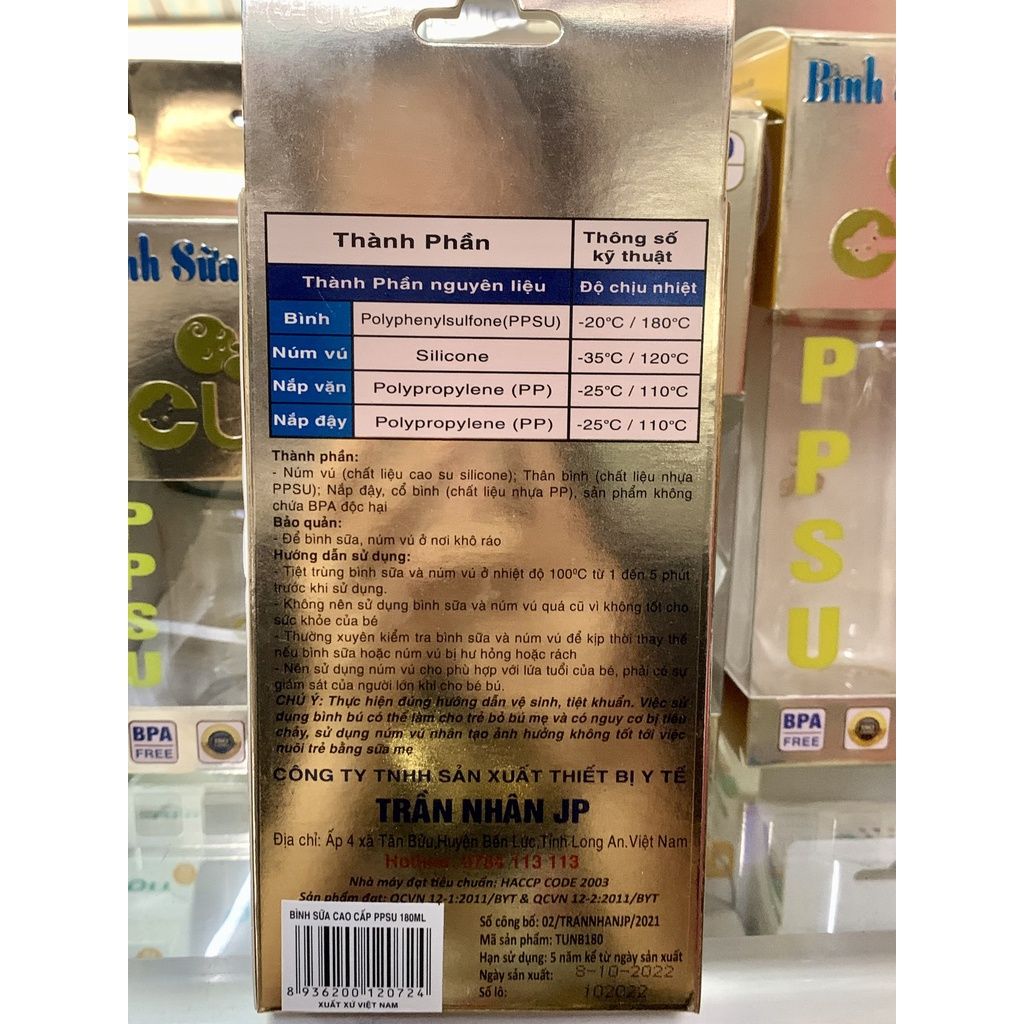 Thành Phần
Thông số
kỹ thuật
Thành Phần nguyên liệu
Độ chịu nhiệt
Bình
Polyphenylsulfone(PPSU)
-20°C / 180°C
Núm vú
Silicone
-35°C / 120°C
Nắp vặn
Polypropylene (PP)
-25°C / 110°C
Nắp đậy
Polypropylene (PP)
-25°C / 110°C
Thành phần:
- Núm vú (chất liệu cao su silicone); Thân bình (chất liệu nhựa
PPSU); Nắp đậy, cổ bình (chất liệu nhựa PP), sản phẩm không
chứa BPA độc hại
Bảo quản:
- Để bình sữa, núm vú ở nơi khô ráo
Hướng dẫn sử dụng:
- Tiệt trùng bình sữa và núm vú ở nhiệt độ 100⁰C từ 1 đến 5 phút
trước khi sử dụng.
- Không nên sử dụng bình sữa và núm vú quá cũ vì không tốt cho
sức khỏe của bé
- Thường xuyên kiểm tra bình sữa và núm vú để kịp thời thay thế
nếu bình sữa hoặc núm vú bị hư hỏng hoặc rách
- Nên sử dụng núm vú cho phù hợp với lứa tuổi của bé, phải có sự
giám sát của người lớn khi cho bé bú.
CHÚ Ý: Thực hiện đúng hướng dẫn vệ sinh, tiệt khuẩn. Việc sử
dụng bình bú có thể làm cho trẻ bỏ bú mẹ và có nguy cơ bị tiêu
chảy, sử dụng núm vú nhân tạo ảnh hưởng không tốt tới việc
nuôi trẻ bằng sữa mẹ
CÔNG TY TNHH SẢN XUẤT THIẾT BỊ Y TẾ
TRẦN NHÂN JP
Địa chỉ: Ấp 4 xã Tân Bửu,Huyện Bến Lức,Tỉnh Long An.Việt Nam
Hotline: 0784 113 113
Nhà máy đạt tiêu chuẩn: HACCP CODE 2003
Sản phẩm đạt: QCVN 12-1:2011/BYT & QCVN 12-2:2011/BYT
BÌNH SỮA CAO CẤP PPSU 180ML
8 936200 120724
XUẤT XỨ VIỆT NAM
Số công bố: 02/TRANNHANJP/2021
Mã sản phẩm: TUNB180
Hạn sử dụng: 5 năm kể từ ngày sản xuất
Ngày sản xuất: 8-10-2022
Số lô: 102022
Sữa
CU
PPSU
BPA
FREE
Bình
C
PPSU
BPA
FREE